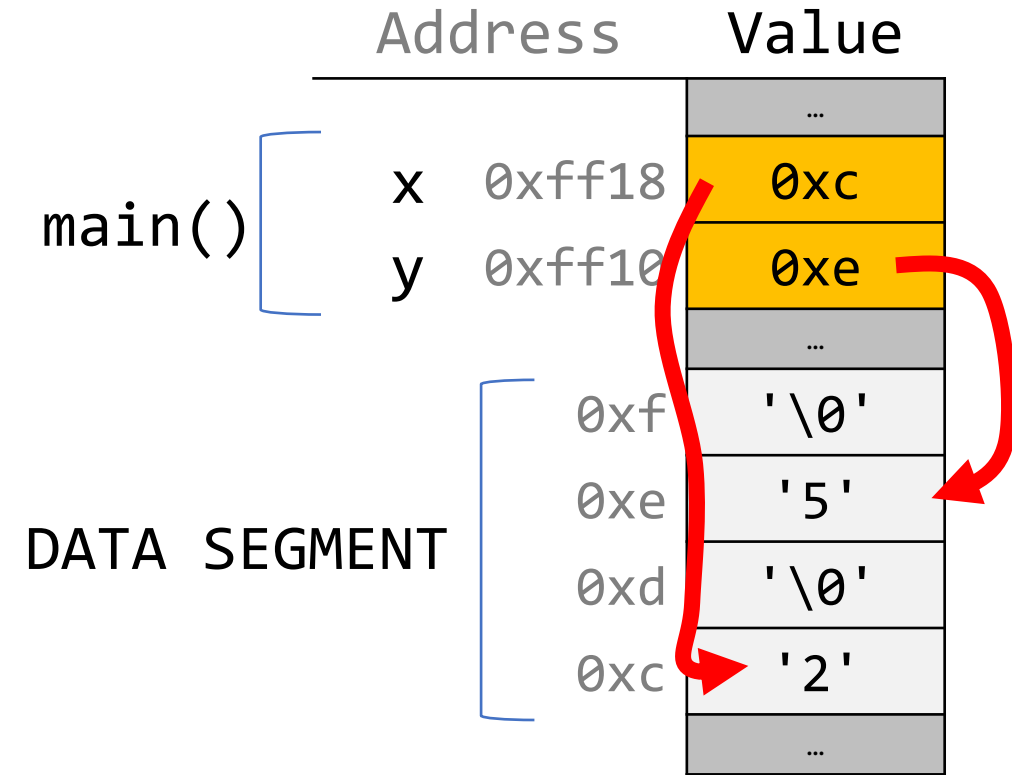 Address Value
…
x 0xff18 0xc
main()
y 0xff10 0xe
…
0xf '\0'
0xe '5'
DATA SEGMENT
0xd '\0'
0xc '2'
…